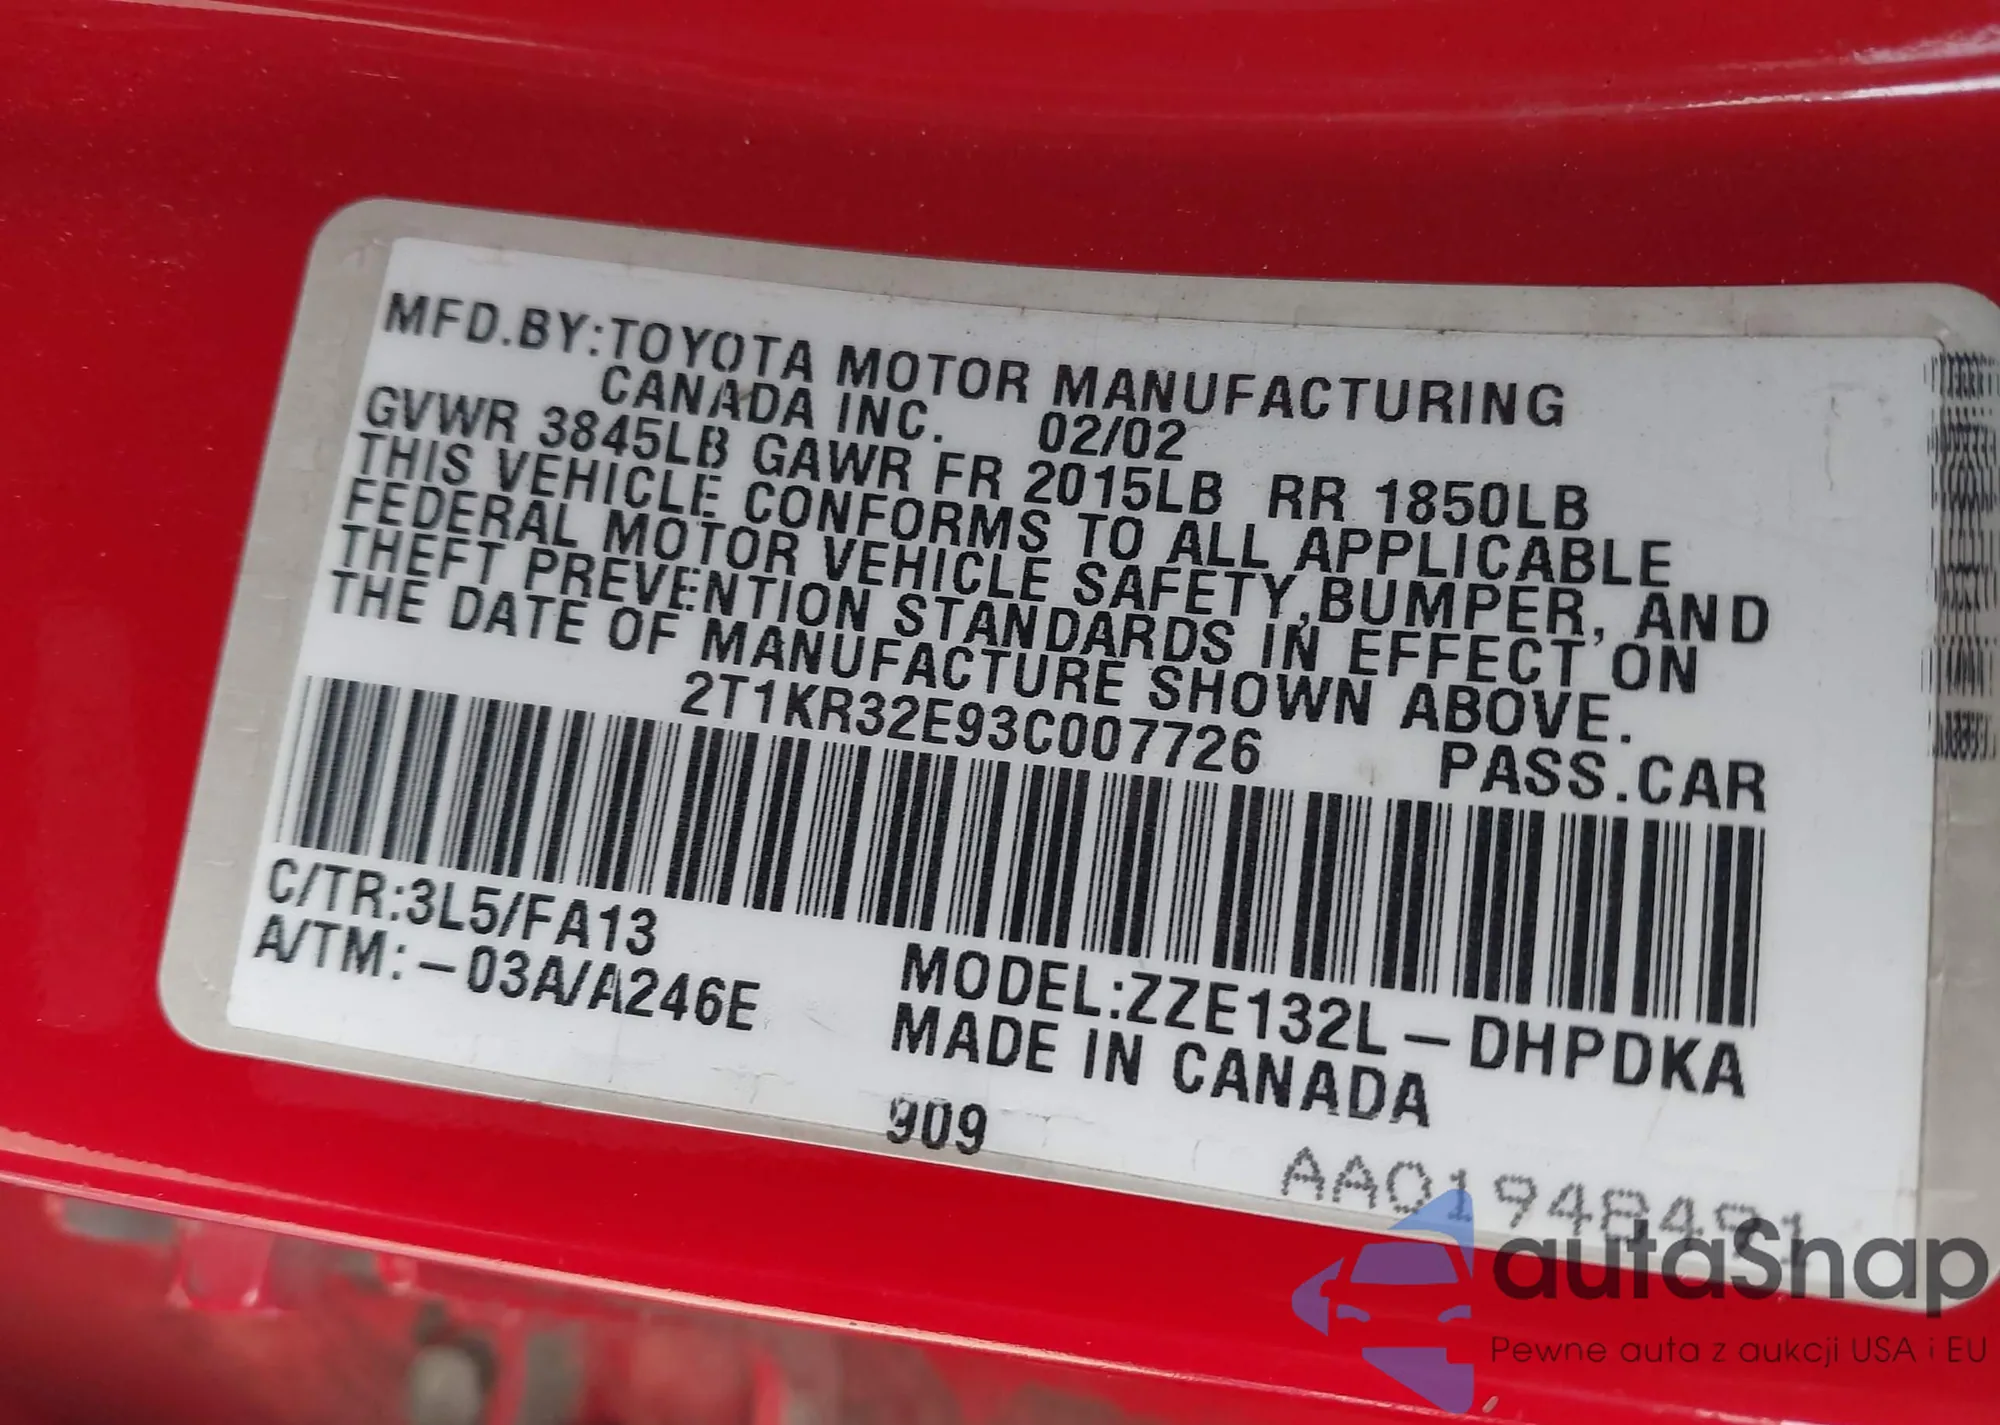 MFD.BY:TOYOTA MOTOR MANUFACTURING
CANADA INC. 02/02
GVWR 3845LB GAWR FR 2015LB RR 1850LB
THIS VEHICLE CONFORMS TO ALL APPLICABLE
FEDERAL MOTOR VEHICLE SAFETY,BUMPER, AND
THEFT PREVENTION STANDARDS IN EFFECT ON
THE DATE OF MANUFACTURE SHOWN ABOVE.
2T1KR32E93C007726 PASS.CAR
C/TR:3L5/FA13
A/TM:-03A/A246E
MODEL:ZZE132L-DHPDKA
MADE IN CANADA
909
AA01948491
autaSnap
Pewne auta z aukcji USA i EU